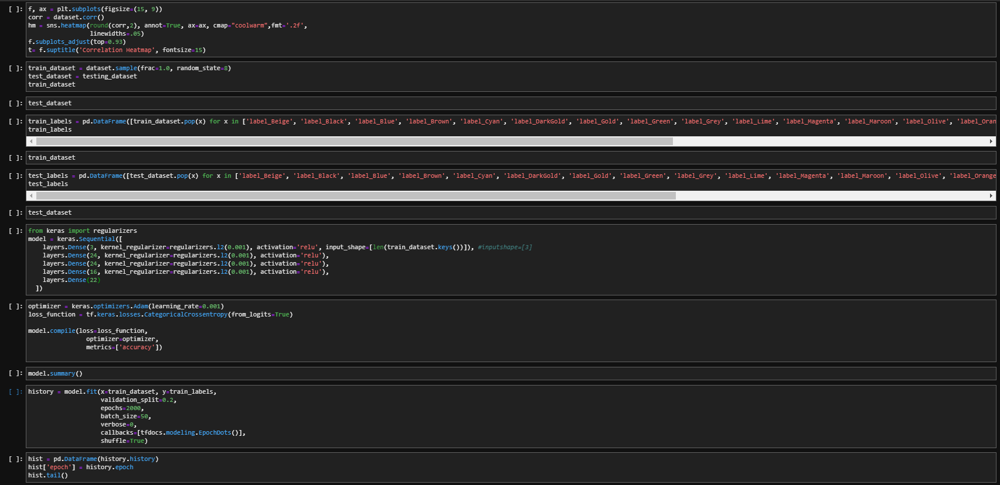 [ ]: f, ax = plt.subplots(figsize=(15, 9))
corr = dataset.corr()
hm = sns.heatmap(round(corr,2), annot=True, ax=ax, cmap="coolwarm",fmt='.2f',
linewidths=.05)
f.subplots_adjust(top=0.93)
t= f.suptitle('Correlation Heatmap', fontsize=15)
[ ]: train_dataset = dataset.sample(frac=1.0, random_state=8)
test_dataset = testing_dataset
train_dataset
[ ]: test_dataset
[ ]: train_labels = pd.DataFrame([train_dataset.pop(x) for x in ['label_Beige', 'label_Black', 'label_Blue', 'label_Brown', 'label_Cyan', 'label_DarkGold', 'label_Gold', 'label_Green', 'label_Grey', 'label_Lime', 'label_Magenta', 'label_Maroon', 'label_Olive', 'label_Oran
train_labels
[ ]: train_dataset
[ ]: test_labels = pd.DataFrame([test_dataset.pop(x) for x in ['label_Beige', 'label_Black', 'label_Blue', 'label_Brown', 'label_Cyan', 'label_DarkGold', 'label_Gold', 'label_Green', 'label_Grey', 'label_Lime', 'label_Magenta', 'label_Maroon', 'label_Olive', 'label_Orange
test_labels
[ ]: test_dataset
[ ]: from keras import regularizers
model = keras.Sequential([
layers.Dense(3, kernel_regularizer=regularizers.l2(0.001), activation='relu', input_shape=[len(train_dataset.keys())]), #inputshape=[3]
layers.Dense(24, kernel_regularizer=regularizers.l2(0.001), activation='relu'),
layers.Dense(24, kernel_regularizer=regularizers.l2(0.001), activation='relu'),
layers.Dense(16, kernel_regularizer=regularizers.l2(0.001), activation='relu'),
layers.Dense(22)
])
[ ]: optimizer = keras.optimizers.Adam(learning_rate=0.001)
loss_function = tf.keras.losses.CategoricalCrossentropy(from_logits=True)
model.compile(loss=loss_function,
optimizer=optimizer,
metrics=['accuracy'])
[ ]: model.summary()
[ ]: history = model.fit(x=train_dataset, y=train_labels,
validation_split=0.2,
epochs=2000,
batch_size=50,
verbose=0,
callbacks=[tfdocs.modeling.EpochDots()],
shuffle=True)
[ ]: hist = pd.DataFrame(history.history)
hist['epoch'] = history.epoch
hist.tail()